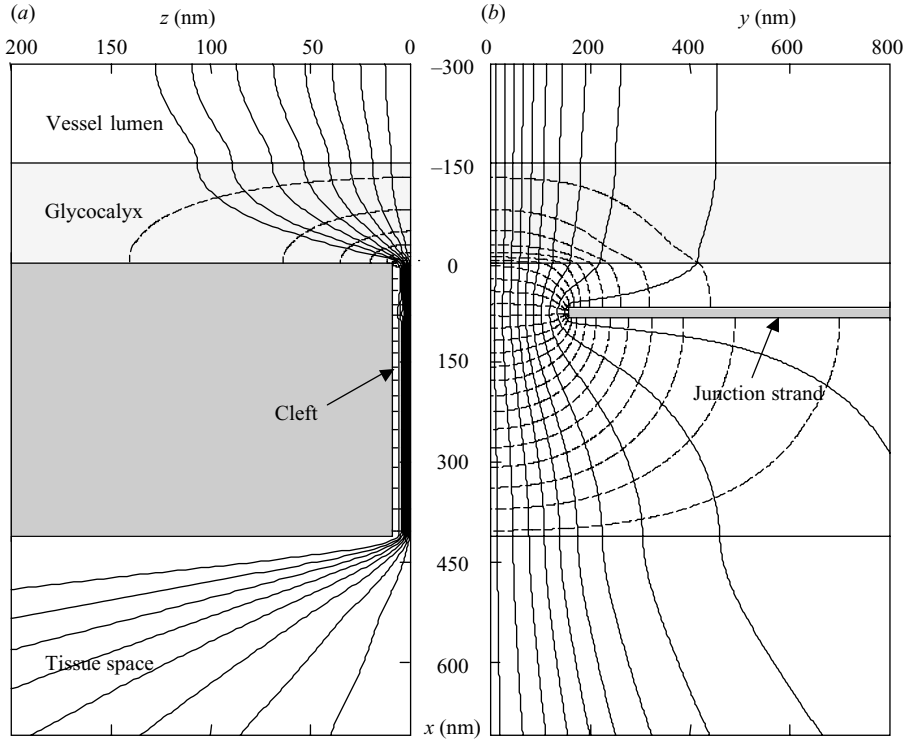 (a)
z (nm)
200 150 100 50 0
Vessel lumen
Glycocalyx
Cleft
Tissue space
–300
–150
0
150
300
450
600
x (nm)
(b)
y (nm)
0 200 400 600 800
Junction strand